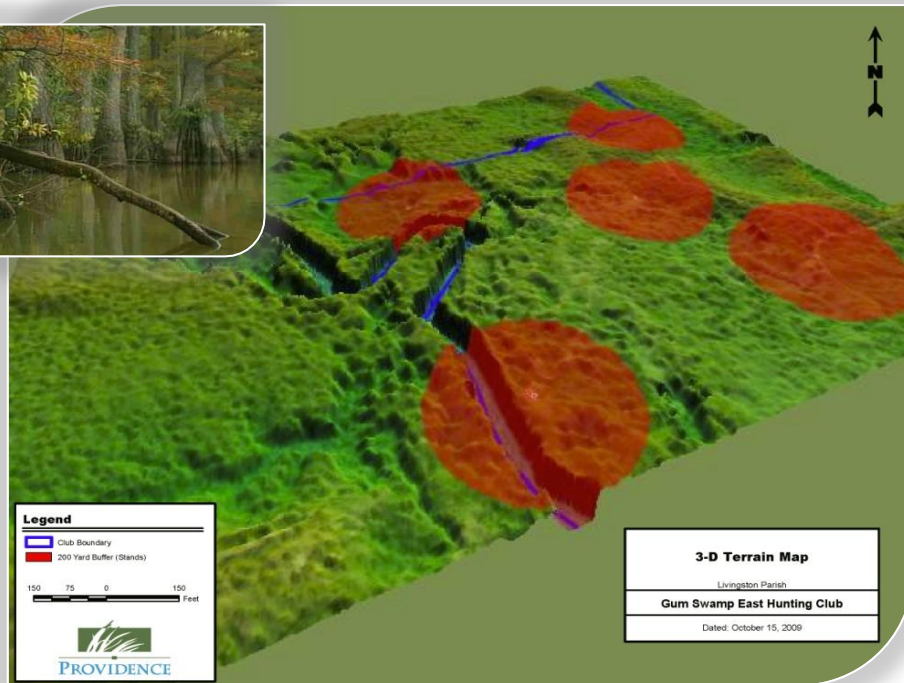 N
Legend
Club Boundary
200 Yard Buffer (Stands)
150 75 0 150
Feet
PROVIDENCE
3-D Terrain Map
Livingston Parish
Gum Swamp East Hunting Club
Dated: October 15, 2009